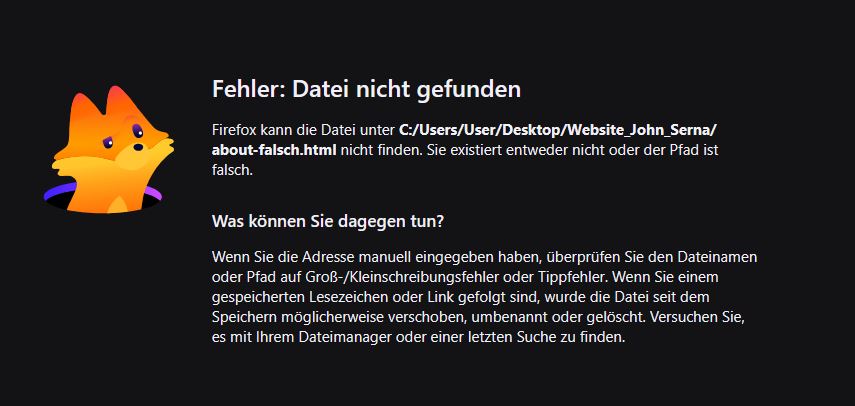 Fehler: Datei nicht gefunden
Firefox kann die Datei unter C:/Users/User/Desktop/Website_John_Serna/
about-falsch.html nicht finden. Sie existiert entweder nicht oder der Pfad ist
falsch.
Was können Sie dagegen tun?
Wenn Sie die Adresse manuell eingegeben haben, überprüfen Sie den Dateinamen
oder Pfad auf Groß-/Kleinschreibungsfehler oder Tippfehler. Wenn Sie einem
gespeicherten Lesezeichen oder Link gefolgt sind, wurde die Datei seit dem
Speichern möglicherweise verschoben, umbenannt oder gelöscht. Versuchen Sie,
es mit Ihrem Dateimanager oder einer letzten Suche zu finden.